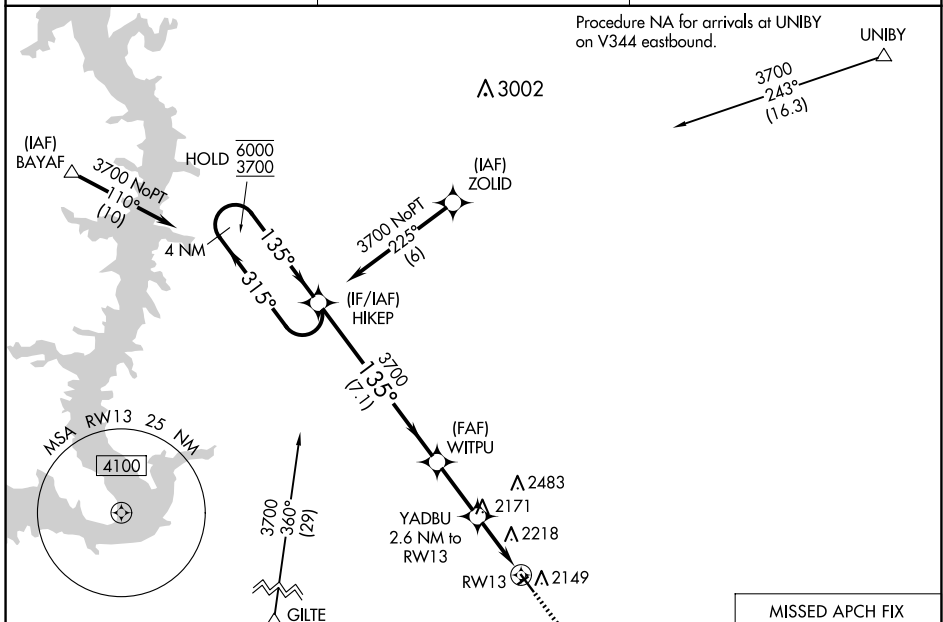 Procedure NA for arrivals at UNIBY
on V344 eastbound.
UNIBY
3700
243°
(16.3)
3002
(IAF)
BAYAF
3700 NoPT
110°
(10)
HOLD
6000
3700
4 NM
135°
315°
(IAF)
ZOLID
3700 NoPT
225°
(6)
(IF/IAF)
HIKEP
3700
135°
(7.1)
(FAF)
WITPU
2483
2171
YADBU
2.6 NM to
RW13
2218
RW13
2149
MSA RW13 25 NM
4100
3700
360°
(29)
GILTE
MISSED APCH FIX